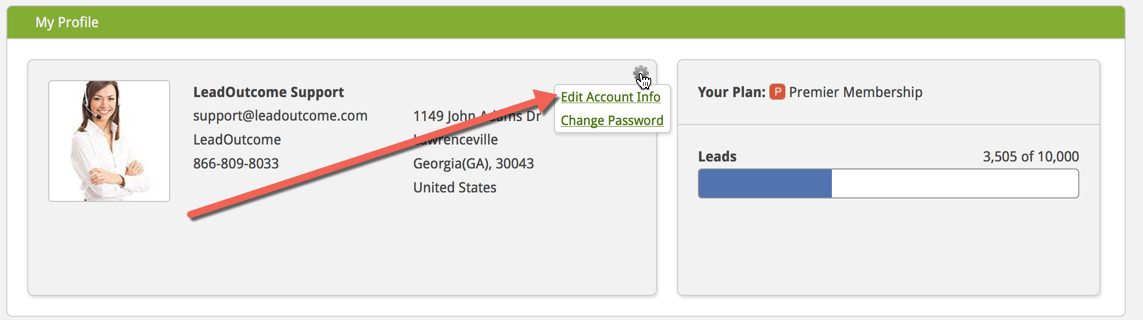 My Profile
LeadOutcome Support
support@leadoutcome.com
LeadOutcome
866-809-8033
1149 John Adams Dr
Lawrenceville
Georgia(GA), 30043
United States
Edit Account Info
Change Password
Your Plan: P Premier Membership
Leads 3,505 of 10,000